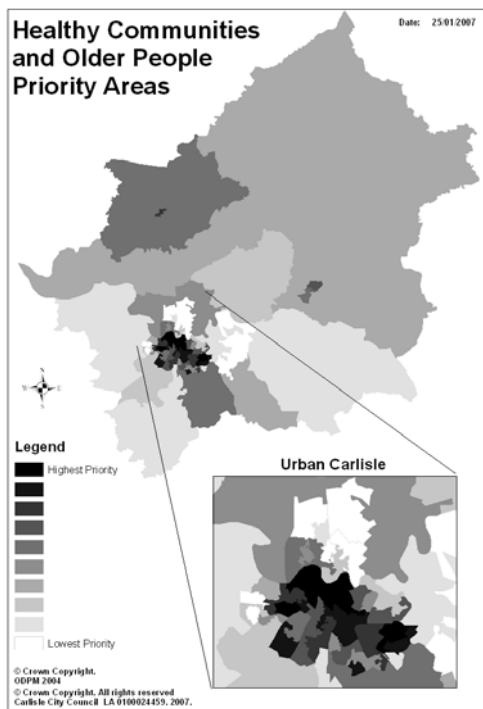 Healthy Communities
and Older People
Priority Areas
Date: 25/01/2007
N
W E
S
Legend
Highest Priority
Lowest Priority
Urban Carlisle
© Crown Copyright.
ODPM 2004
© Crown Copyright. All rights reserved
Carlisle City Council LA 0100024459. 2007.